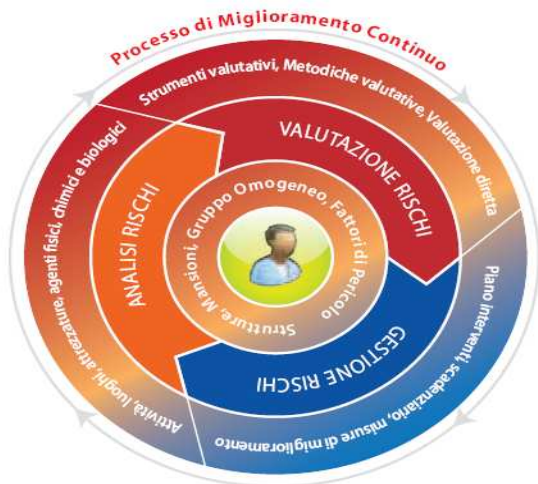 Processo di Miglioramento Continuo
Strumenti valutativi, Metodiche valutative, Valutazione diretta
VALUTAZIONE RISCHI
Attività, luoghi, attrezzature, agenti fisici, chimici e biologici
ANALISI RISCHI
Strutture, Mansioni, Gruppo Omogeneo, Fattori di Pericolo
GESTIONE RISCHI
Piano interventi, scadenziario, misure di miglioramento